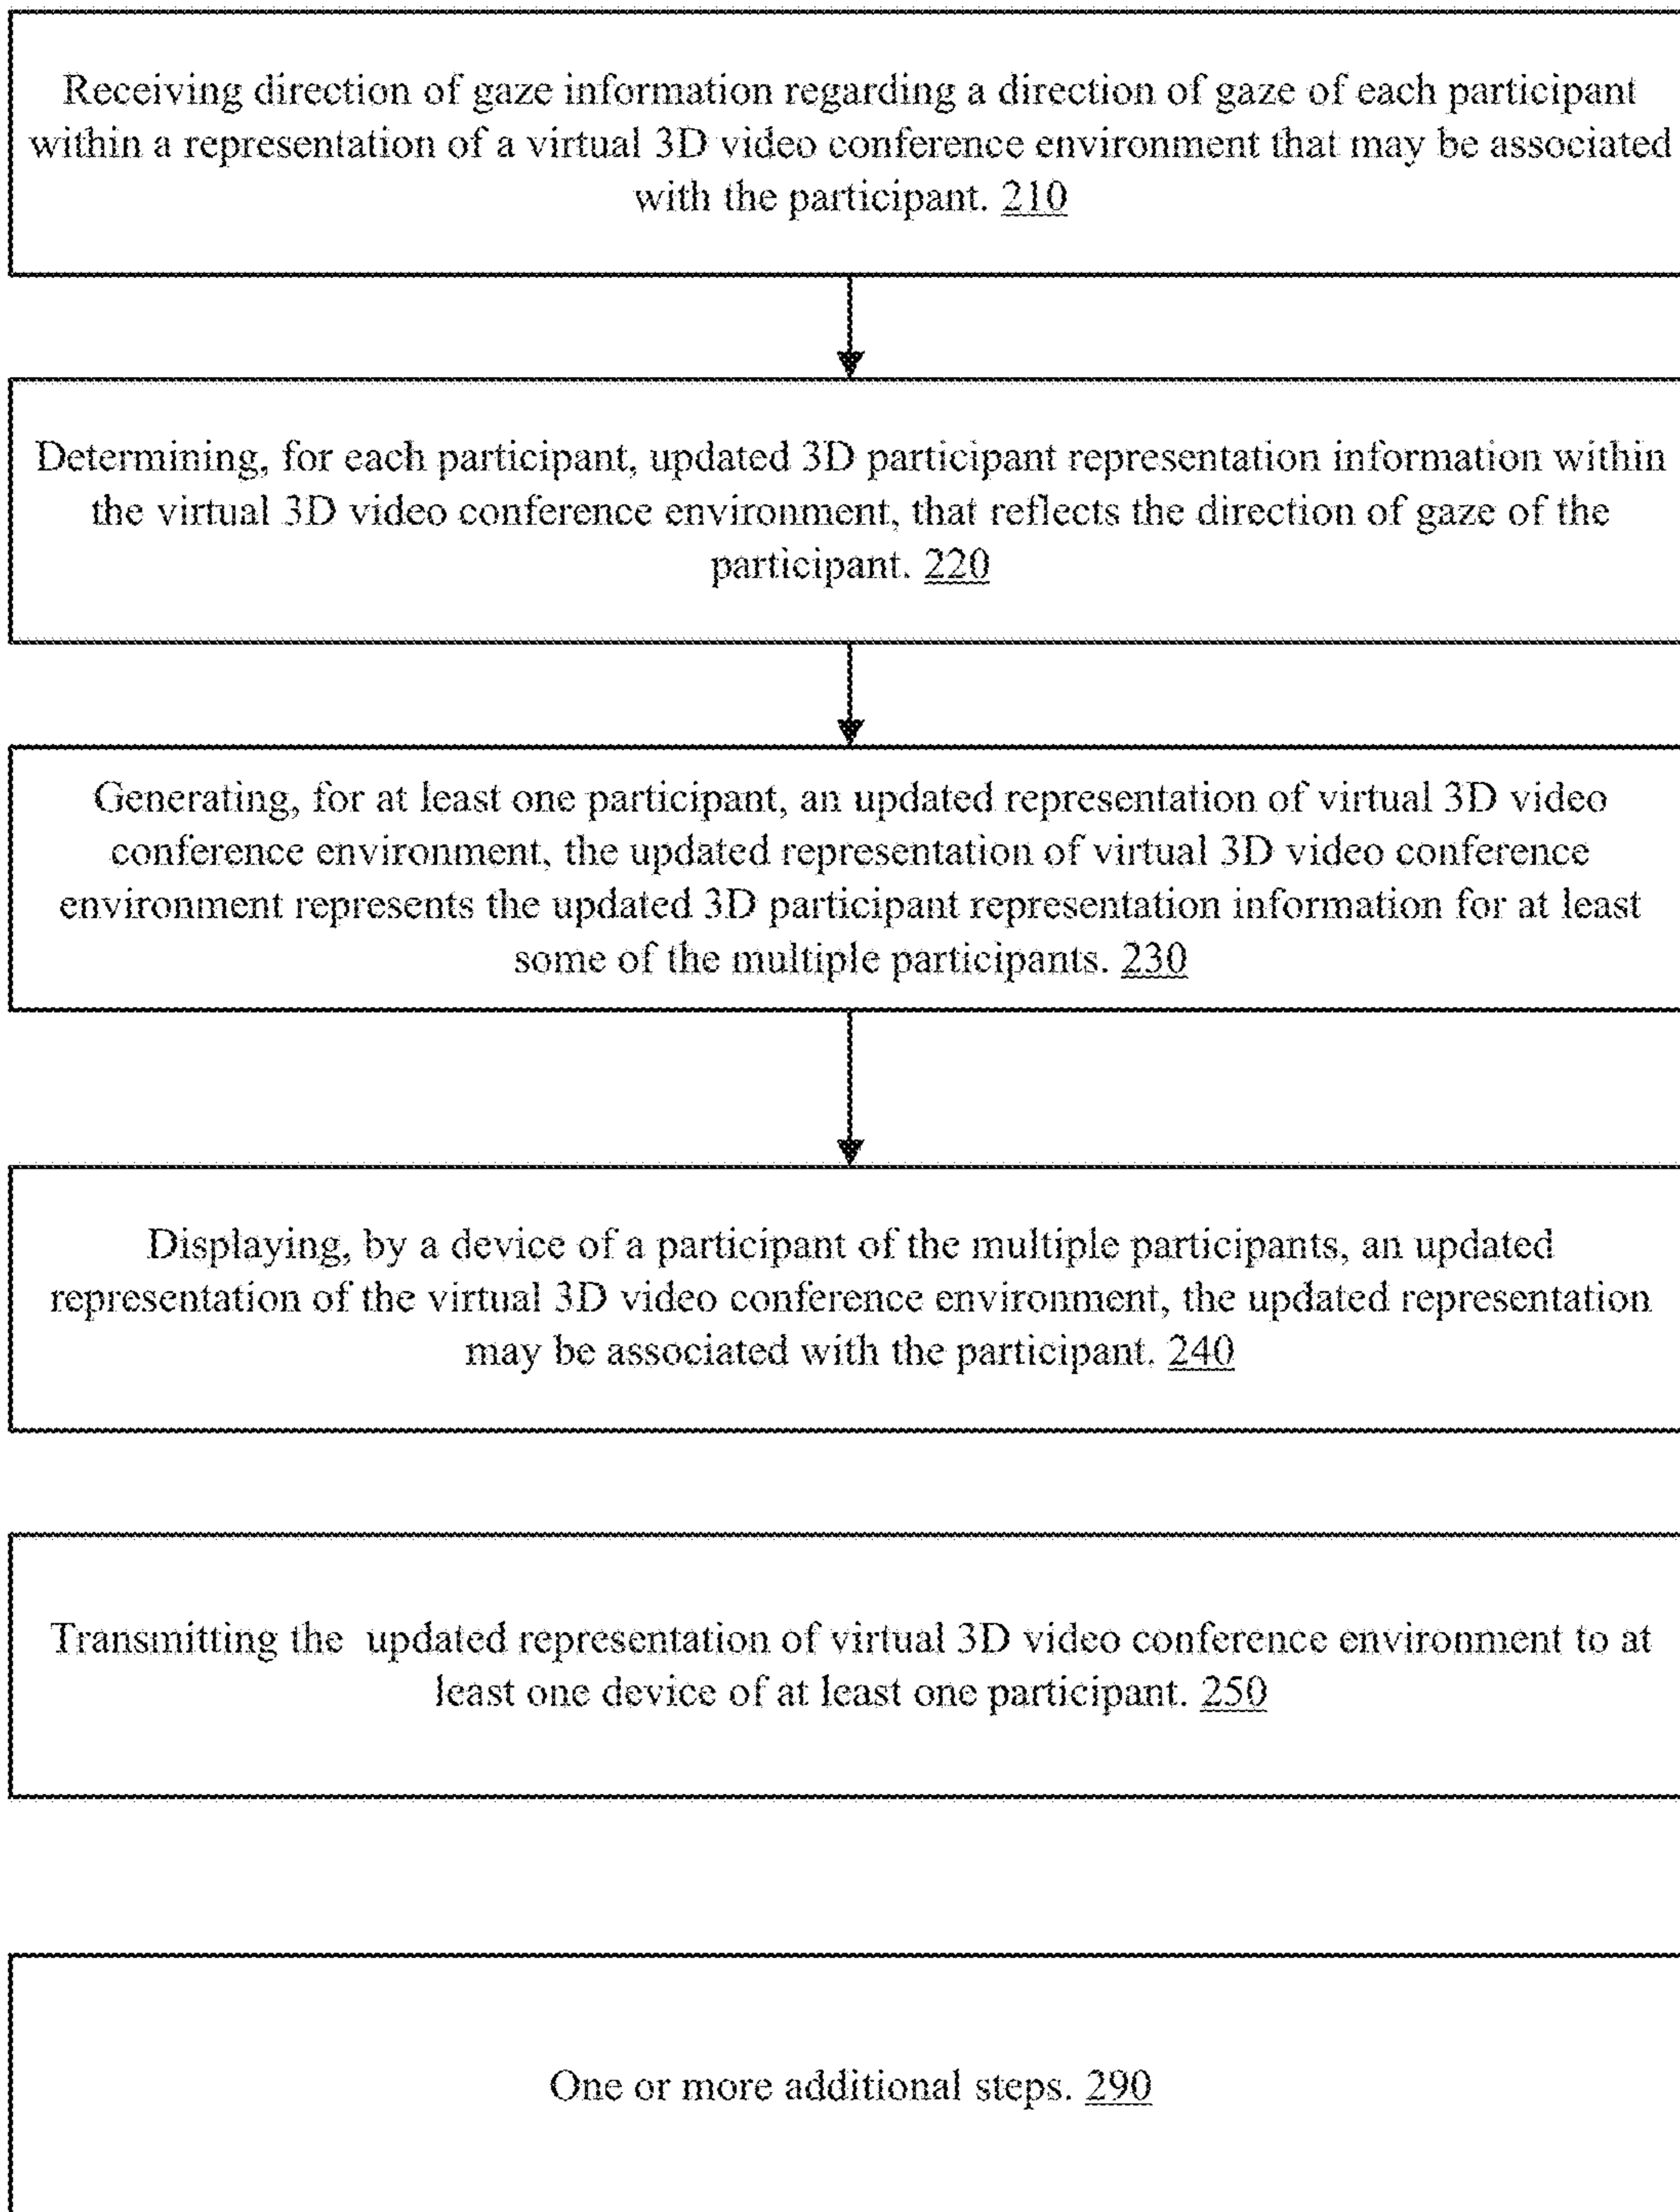 Receiving direction of gaze information regarding a direction of gaze of each participant
within a representation of a virtual 3D video conference environment that may be associated
with the participant. 210
Determining, for each participant, updated 3D participant representation information within
the virtual 3D video conference environment, that reflects the direction of gaze of the
participant. 220
Generating, for at least one participant, an updated representation of virtual 3D video
conference environment, the updated representation of virtual 3D video conference
environment represents the updated 3D participant representation information for at least
some of the multiple participants. 230
Displaying, by a device of a participant of the multiple participants, an updated
representation of the virtual 3D video conference environment, the updated representation
may be associated with the participant. 240
Transmitting the updated representation of virtual 3D video conference environment to at
least one device of at least one participant. 250
One or more additional steps. 290